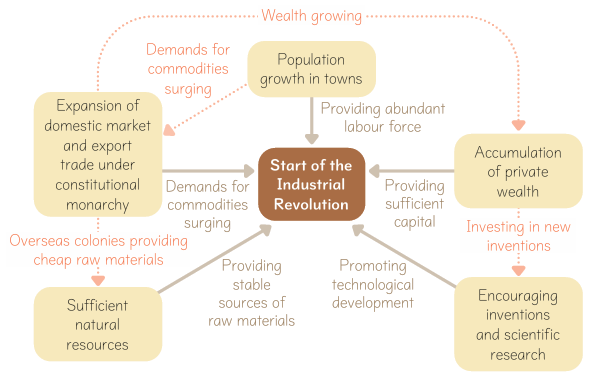 Wealth growing
Demands for
commodities
surging
Population
growth in towns
Providing abundant
labour force
Expansion of
domestic market
and export
trade under
constitutional
monarchy
Start of the
Industrial
Revolution
Accumulation
of private
wealth
Demands for
commodities
surging
Providing
sufficient
capital
Overseas colonies providing
cheap raw materials
Investing in new
inventions
Providing
stable
sources of
raw materials
Promoting
technological
development
Sufficient
natural
resources
Encouraging
inventions
and scientific
research